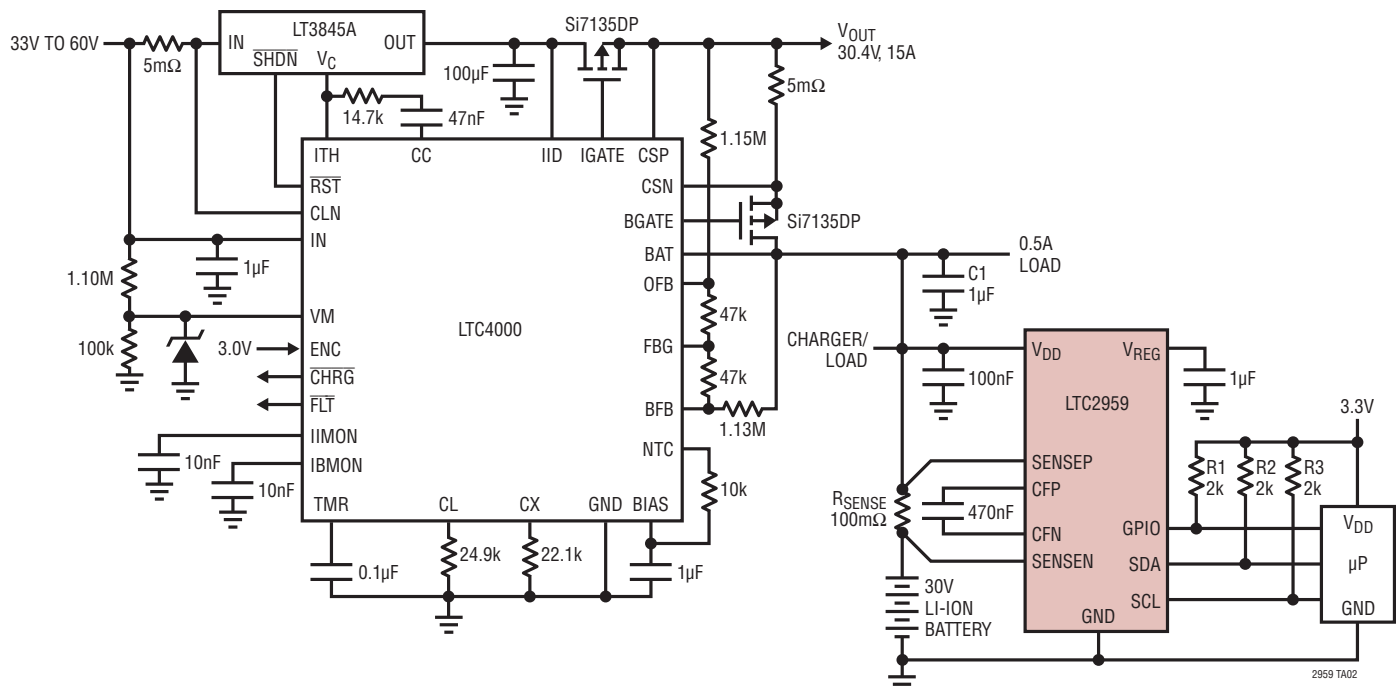 33V TO 60V
5mΩ
IN
LT3845A
OUT
SHDN
VC
100µF
Si7135DP
VOUT
30.4V, 15A
5mΩ
14.7k
47nF
1.15M
ITH
CC
IID
IGATE
CSP
RST
CLN
IN
1µF
1.10M
VM
100k
3.0V
ENC
CHRG
FLT
IIMON
10nF
IBMON
10nF
LTC4000
CSN
BGATE
Si7135DP
BAT
OFB
47k
FBG
47k
BFB
1.13M
NTC
10k
TMR
CL
CX
GND
BIAS
0.1µF
24.9k
22.1k
1µF
0.5A
LOAD
C1
1µF
CHARGER/
LOAD
100nF
VDD
VREG
1µF
LTC2959
3.3V
SENSEP
CFP
RSENSE
100mΩ
470nF
CFN
SENSEN
GPIO
SDA
SCL
GND
R1
2k
R2
2k
R3
2k
VDD
µP
GND
30V
LI-ION
BATTERY
2959 TA02